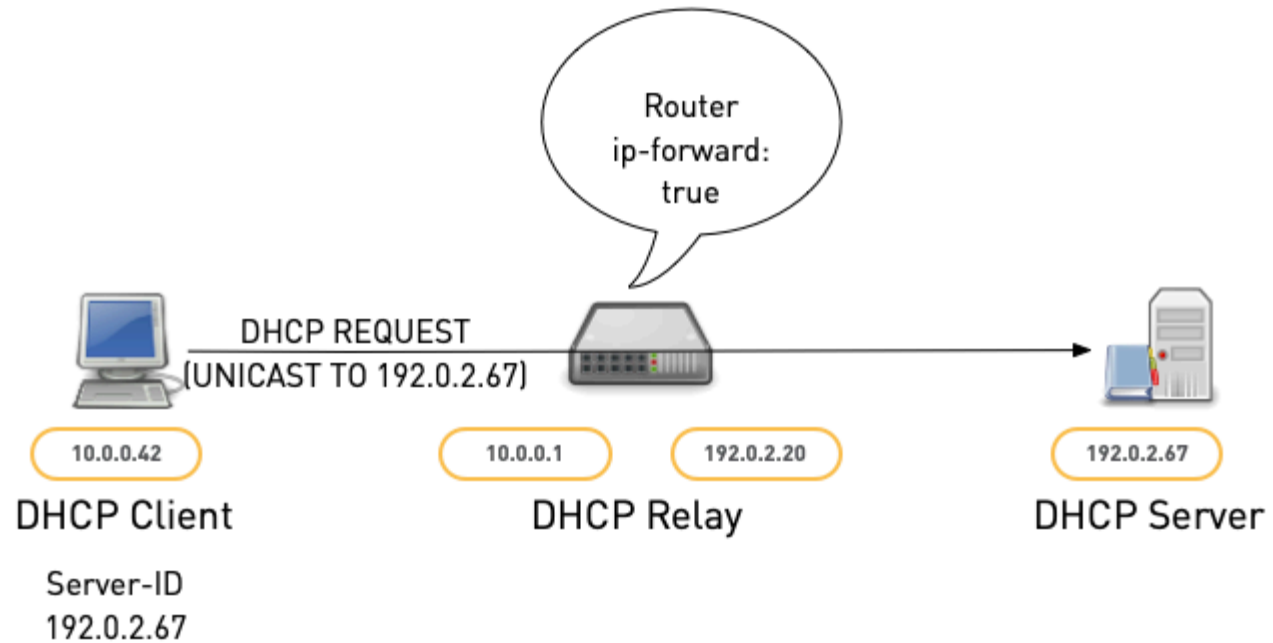 Router
ip-forward:
true
DHCP REQUEST
(UNICAST TO 192.0.2.67)
10.0.0.42
10.0.0.1
192.0.2.20
192.0.2.67
DHCP Client
DHCP Relay
DHCP Server
Server-ID
192.0.2.67